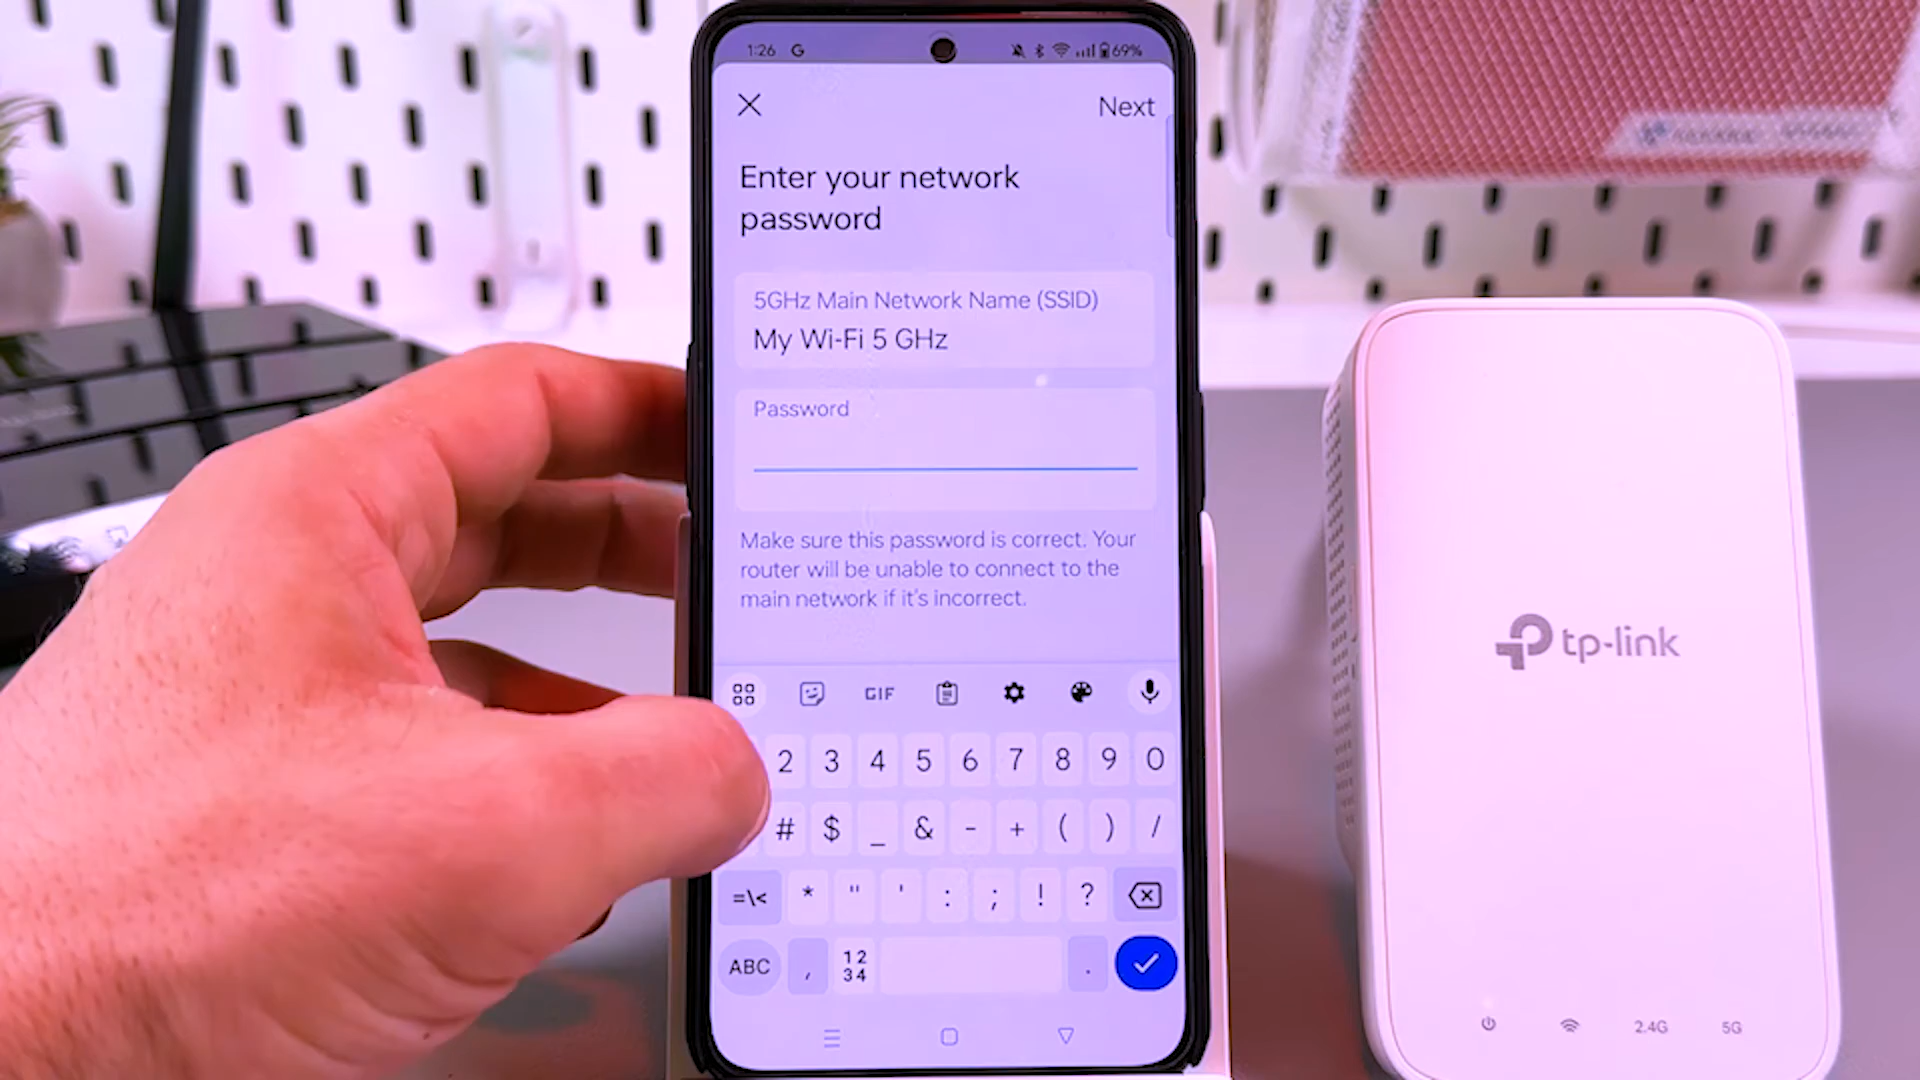 1:26 G 69%
Next
Enter your network
password
5GHz Main Network Name (SSID)
My Wi-Fi 5 GHz
Password
Make sure this password is correct. Your
router will be unable to connect to the
main network if it's incorrect.
GIF
2 3 4 5 6 7 8 9 0
# $ _ & - + ( ) /
=\< * " ' : ; ! ?
ABC , 12 34 .
tp-link
2.4G 5G